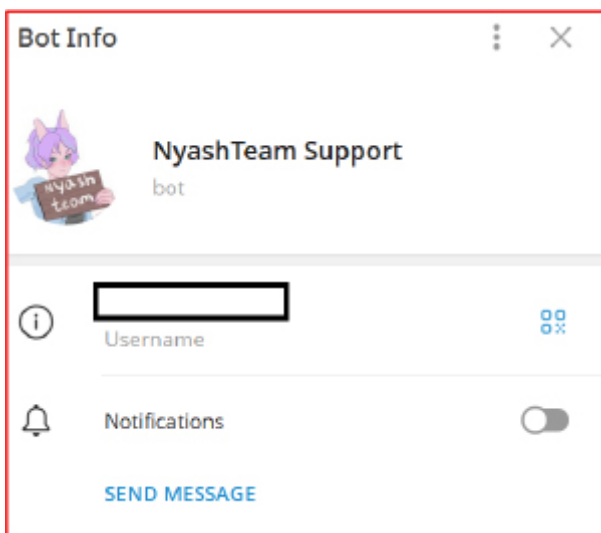 Bot Info
NyashTeam Support
bot
nyash
team
Username
Notifications
SEND MESSAGE